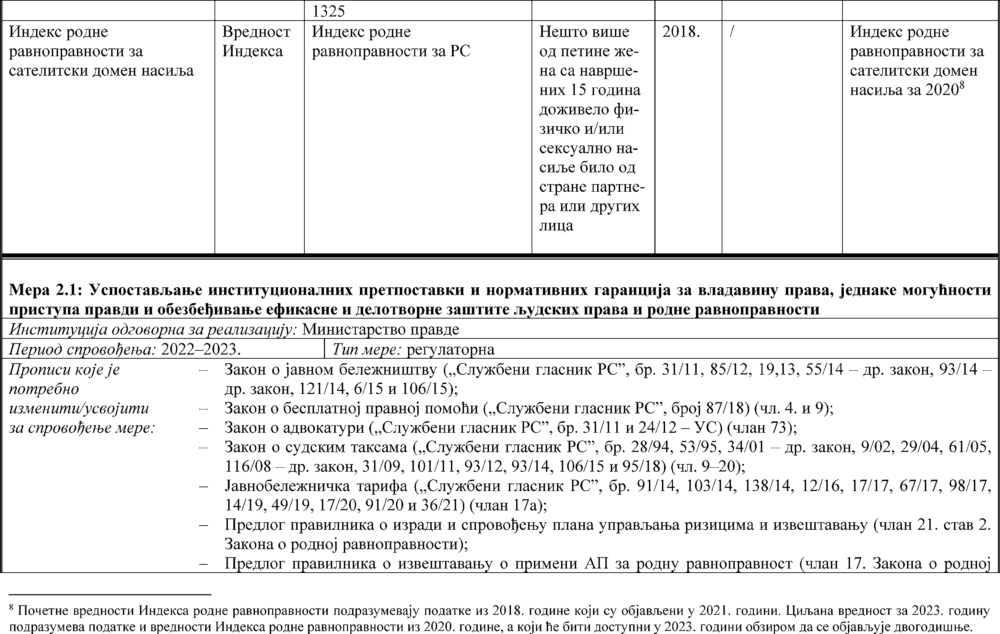 1325
Индекс родне
равноправности за
сателитски домен насиља
Вредност
Индекса
Индекс родне
равноправности за РС
Нешто више
од петине же-
на са навршe-
них 15 година
доживело фи-
зичко и/или
сексуално на-
сиље било од
стране партне-
ра или других
лица
2018.
/
Индекс родне
равноправности за
сателитски домен
насиља за 2020⁸
Мера 2.1: Успостављање институционалних претпоставки и нормативних гаранција за владавину права, једнаке могућности
приступа правди и обезбеђивање ефикасне и делотворне заштите људских права и родне равноправности
Институција одговорна за реализацију: Министарство правде
Период спровођења: 2022–2023.
Тип мере: регулаторна
Прописи које је
потребно
изменити/усвојити
за спровођење мере:
– Закон о јавном бележништву („Службени гласник РС”, бр. 31/11, 85/12, 19,13, 55/14 – др. закон, 93/14 –
др. закон, 121/14, 6/15 и 106/15);
– Закон о бесплатној правној помоћи („Службени гласник РС”, број 87/18) (чл. 4. и 9);
– Закон о адвокатури („Службени гласник РС”, бр. 31/11 и 24/12 – УС) (члан 73);
– Закон о судским таксама („Службени гласник РС”, бр. 28/94, 53/95, 34/01 – др. закон, 9/02, 29/04, 61/05,
116/08 – др. закон, 31/09, 101/11, 93/12, 93/14, 106/15 и 95/18) (чл. 9–20);
– Јавнобележничка тарифа („Службени гласник РС”, бр. 91/14, 103/14, 138/14, 12/16, 17/17, 67/17, 98/17,
14/19, 49/19, 17/20, 91/20 и 36/21) (члан 17а);
– Предлог правилника о изради и спровођењу плана управљања ризицима и извештавању (члан 21. став 2.
Закона о родној равноправности);
– Предлог правилника о извештавању о примени АП за родну равноправност (члан 17. Закона о родној
⁸ Почетне вредности Индекса родне равноправности подразумевају податке из 2018. године који су објављени у 2021. години. Циљана вредност за 2023. годину
подразумева податке и вредности Индекса родне равноправности из 2020. године, а који ће бити доступни у 2023. години обзиром да се објављује двогодишње.